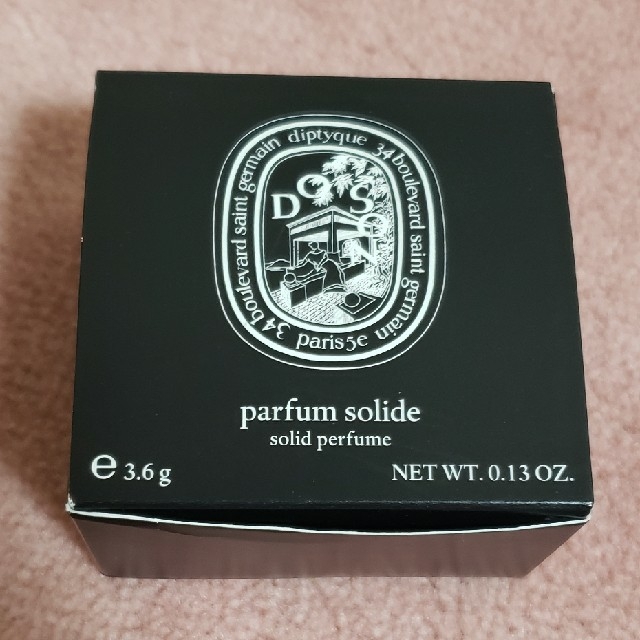 34 boulevard saint germain diptyque 34 boulevard saint germain
paris 5e
DO SON
parfum solide
solid perfume
e 3.6 g
NET WT. 0.13 OZ.